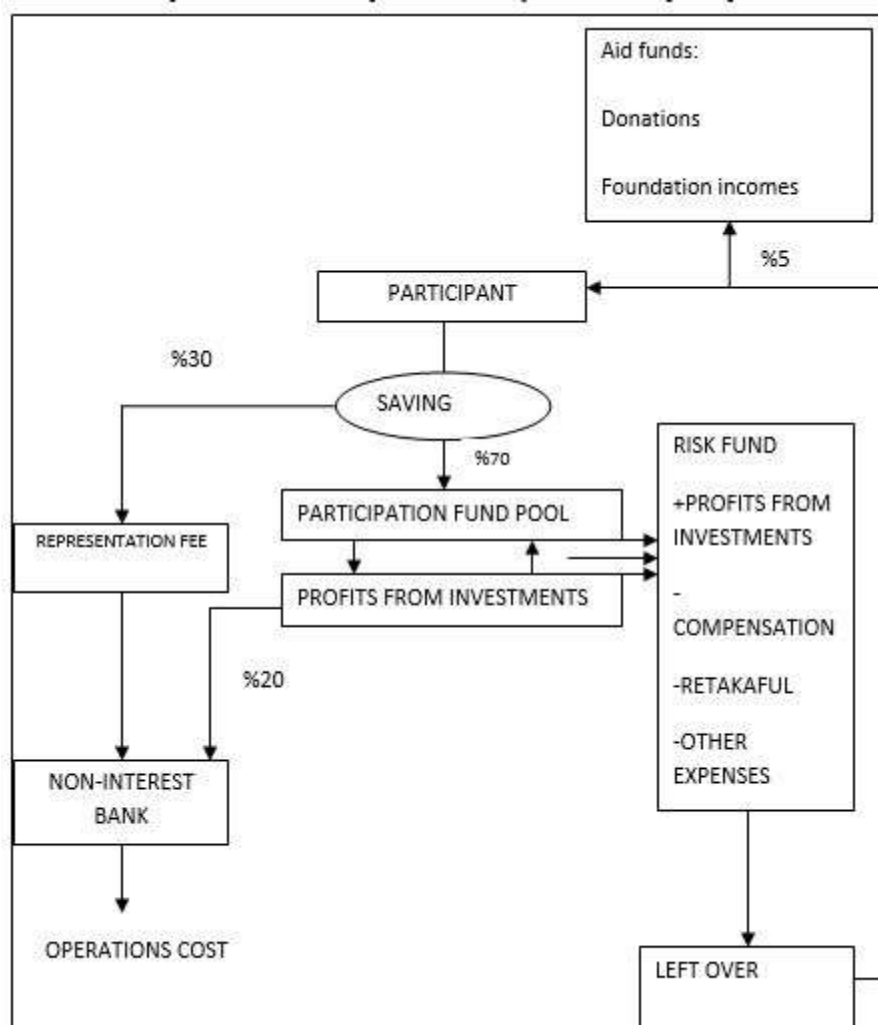 Aid funds:
Donations
Foundation incomes
%5
PARTICIPANT
%30
SAVING
%70
RISK FUND
+PROFITS FROM
INVESTMENTS
-
COMPENSATION
-RETAKAFUL
-OTHER
EXPENSES
PARTICIPATION FUND POOL
REPRESENTATION FEE
PROFITS FROM INVESTMENTS
%20
NON-INTEREST
BANK
OPERATIONS COST
LEFT OVER